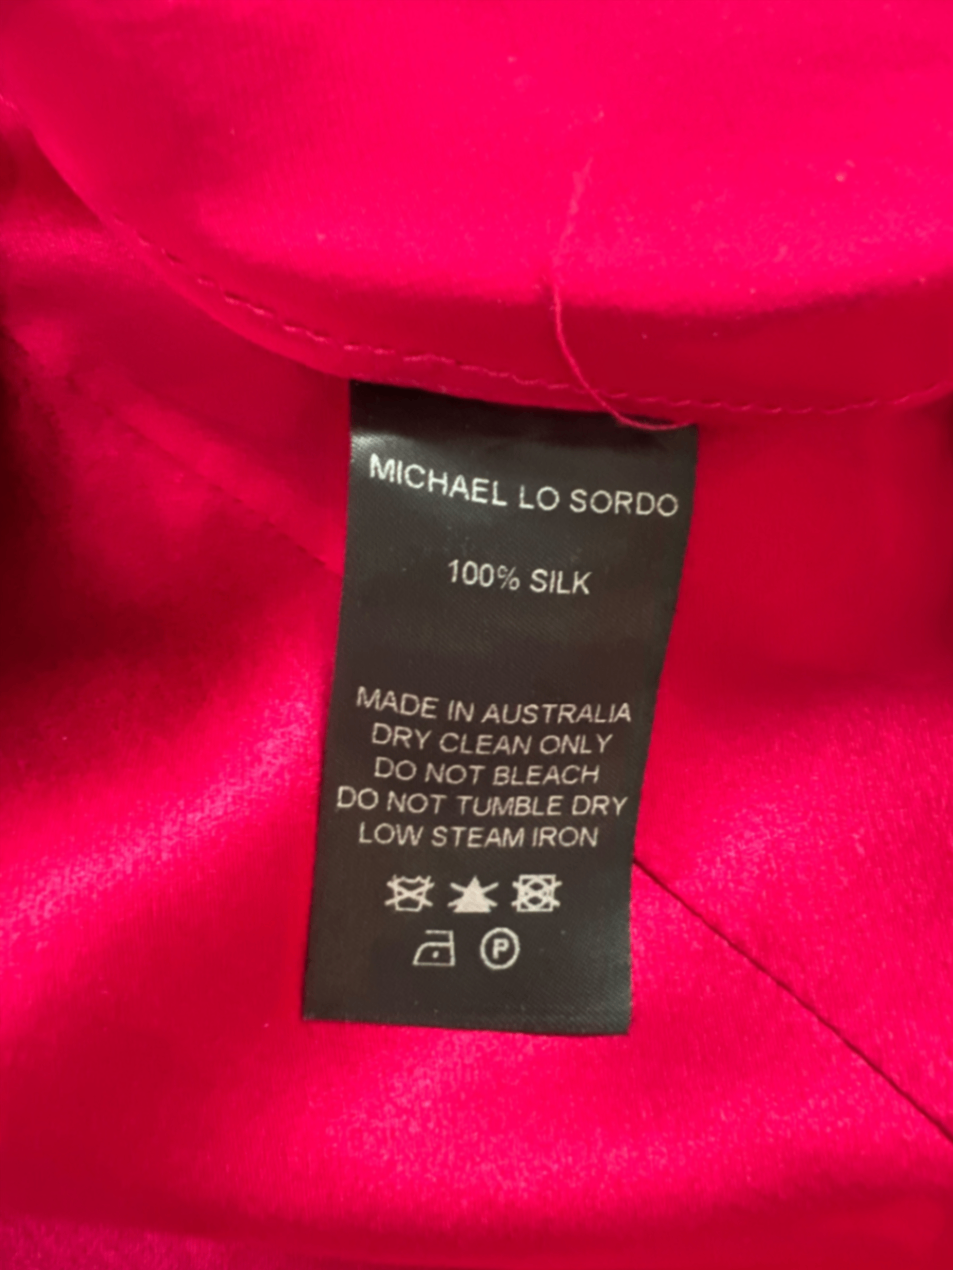 MICHAEL LO SORDO
100% SILK
MADE IN AUSTRALIA
DRY CLEAN ONLY
DO NOT BLEACH
DO NOT TUMBLE DRY
LOW STEAM IRON
P